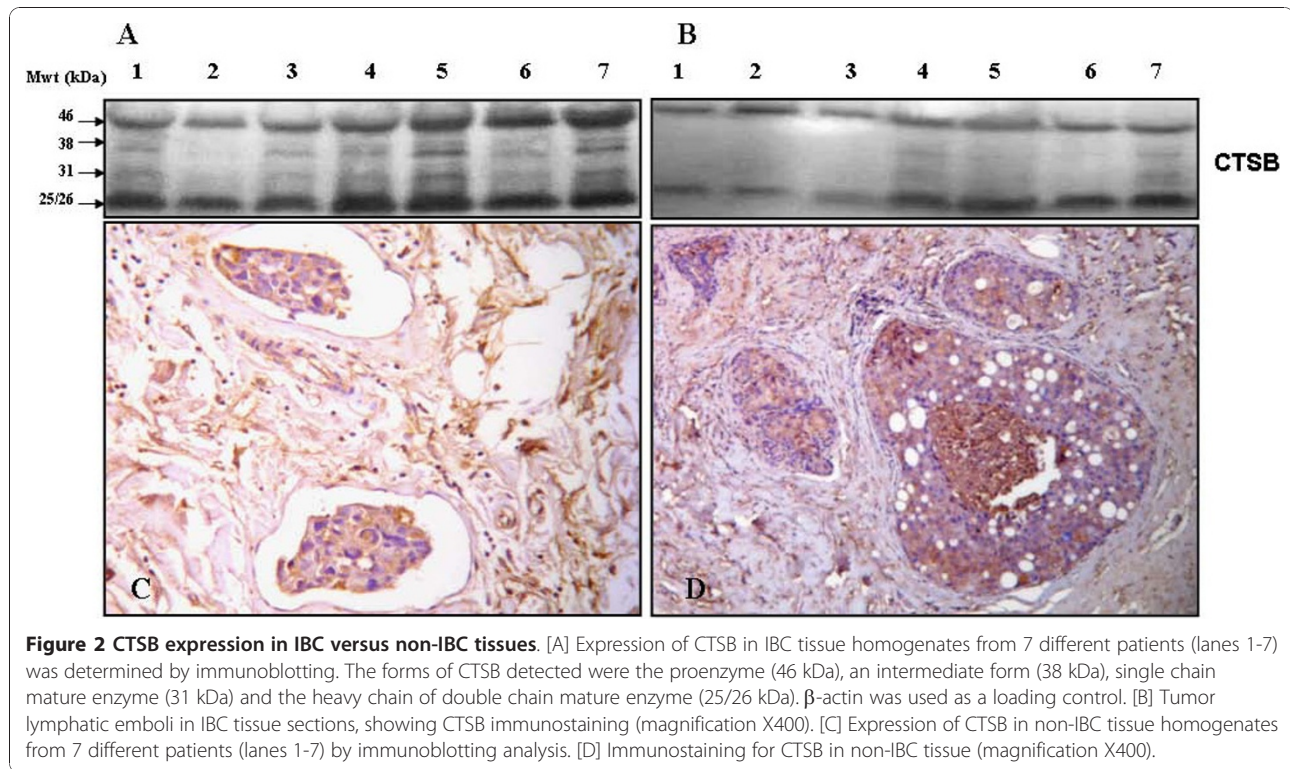 A B
Mwt (kDa) 1 2 3 4 5 6 7 1 2 3 4 5 6 7
46
38
31
25/26
CTSB
C D
Figure 2 CTSB expression in IBC versus non-IBC tissues. [A] Expression of CTSB in IBC tissue homogenates from 7 different patients (lanes 1-7)
was determined by immunoblotting. The forms of CTSB detected were the proenzyme (46 kDa), an intermediate form (38 kDa), single chain
mature enzyme (31 kDa) and the heavy chain of double chain mature enzyme (25/26 kDa). β-actin was used as a loading control. [B] Tumor
lymphatic emboli in IBC tissue sections, showing CTSB immunostaining (magnification X400). [C] Expression of CTSB in non-IBC tissue homogenates
from 7 different patients (lanes 1-7) by immunoblotting analysis. [D] Immunostaining for CTSB in non-IBC tissue (magnification X400).